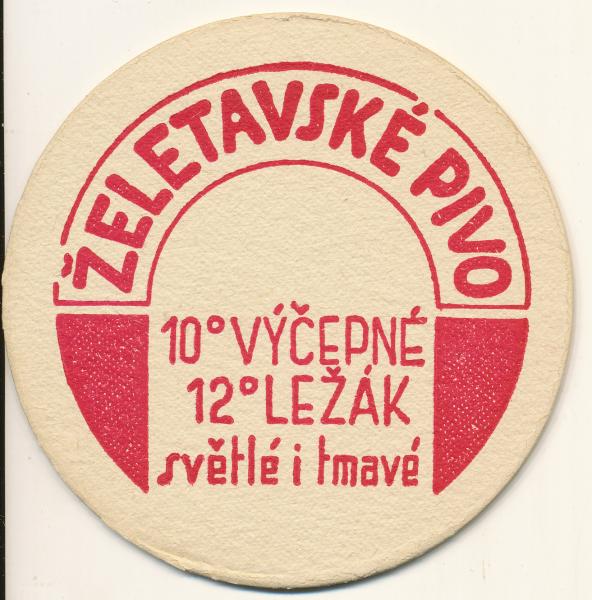 ŽELETAVSKÉ PIVO
10° VÝČEPNÉ
12° LEŽÁK
světlé i tmavé